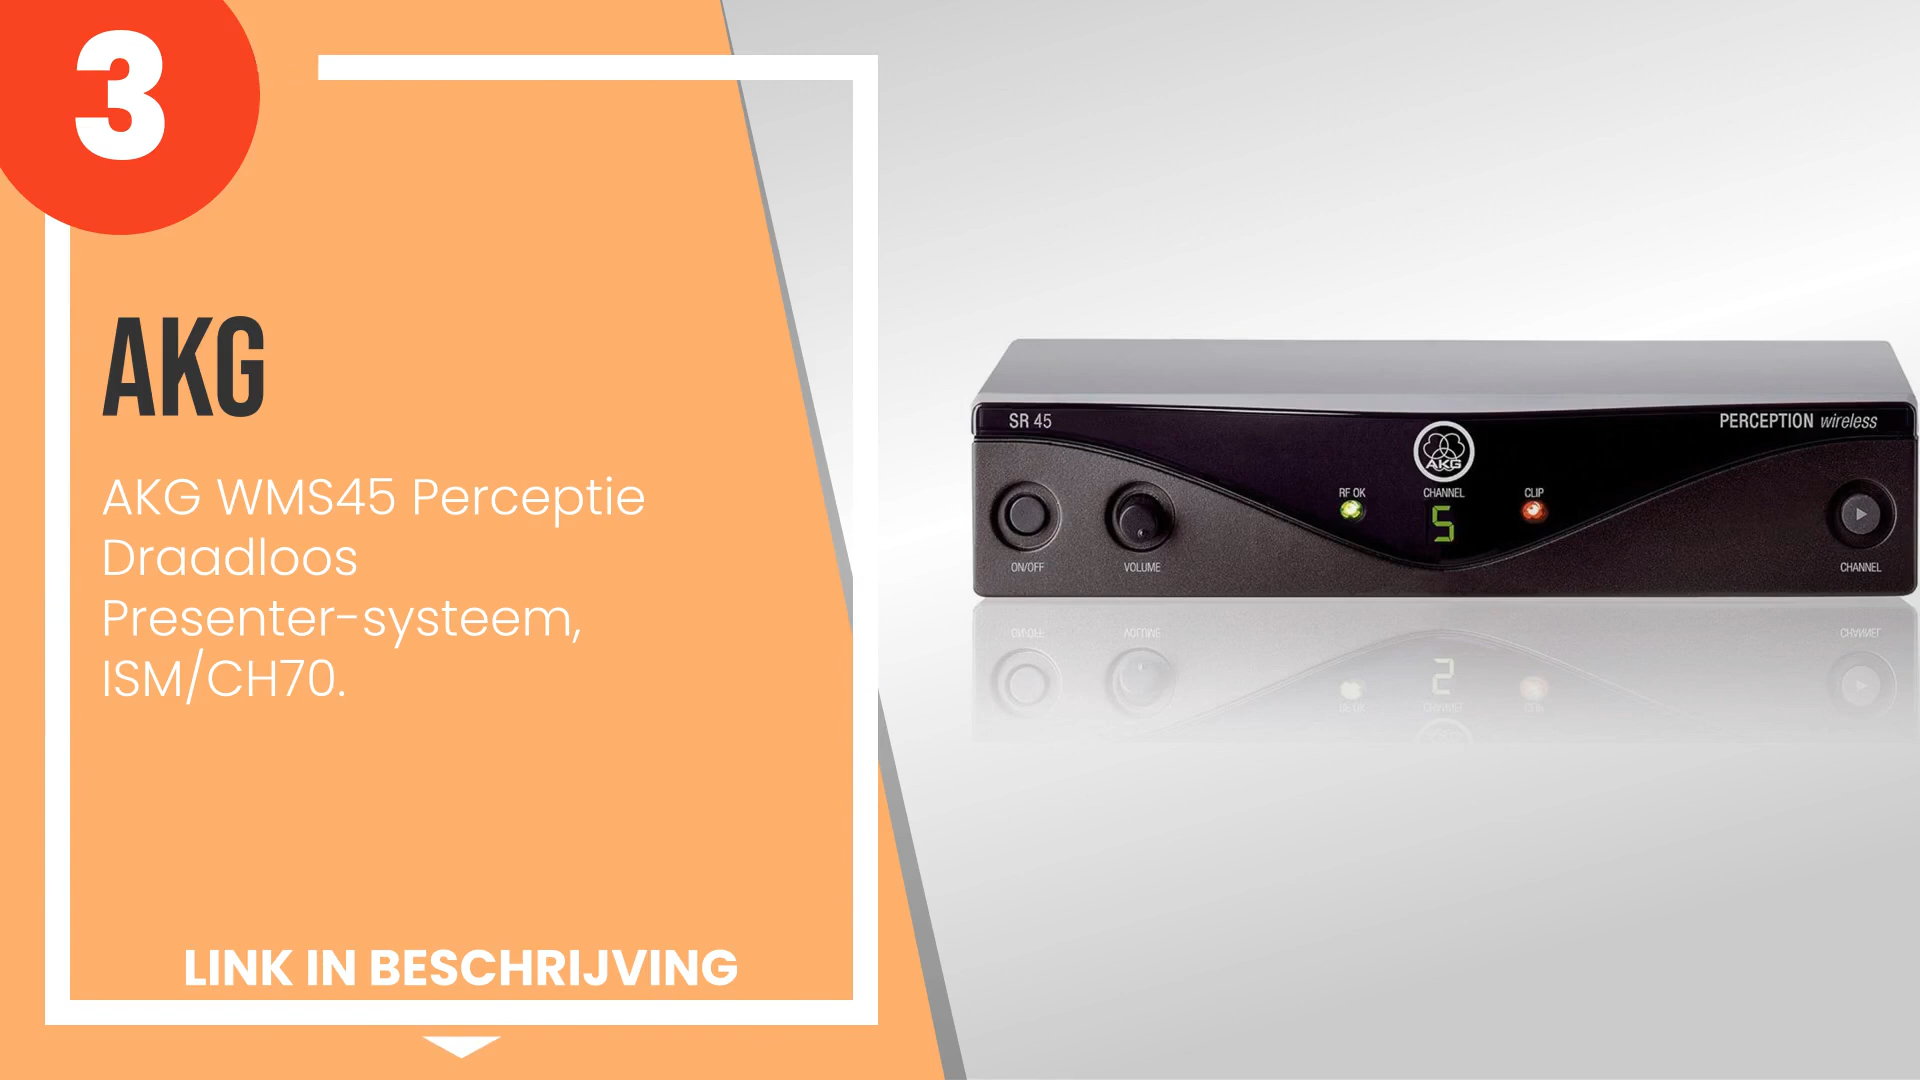 3
AKG
AKG WMS45 Perceptie
Draadloos
Presenter-systeem,
ISM/CH70.
LINK IN BESCHRIJVING
SR 45
PERCEPTION wireless
AKG
RF OK
CHANNEL
CLIP
5
ON/OFF
VOLUME
CHANNEL